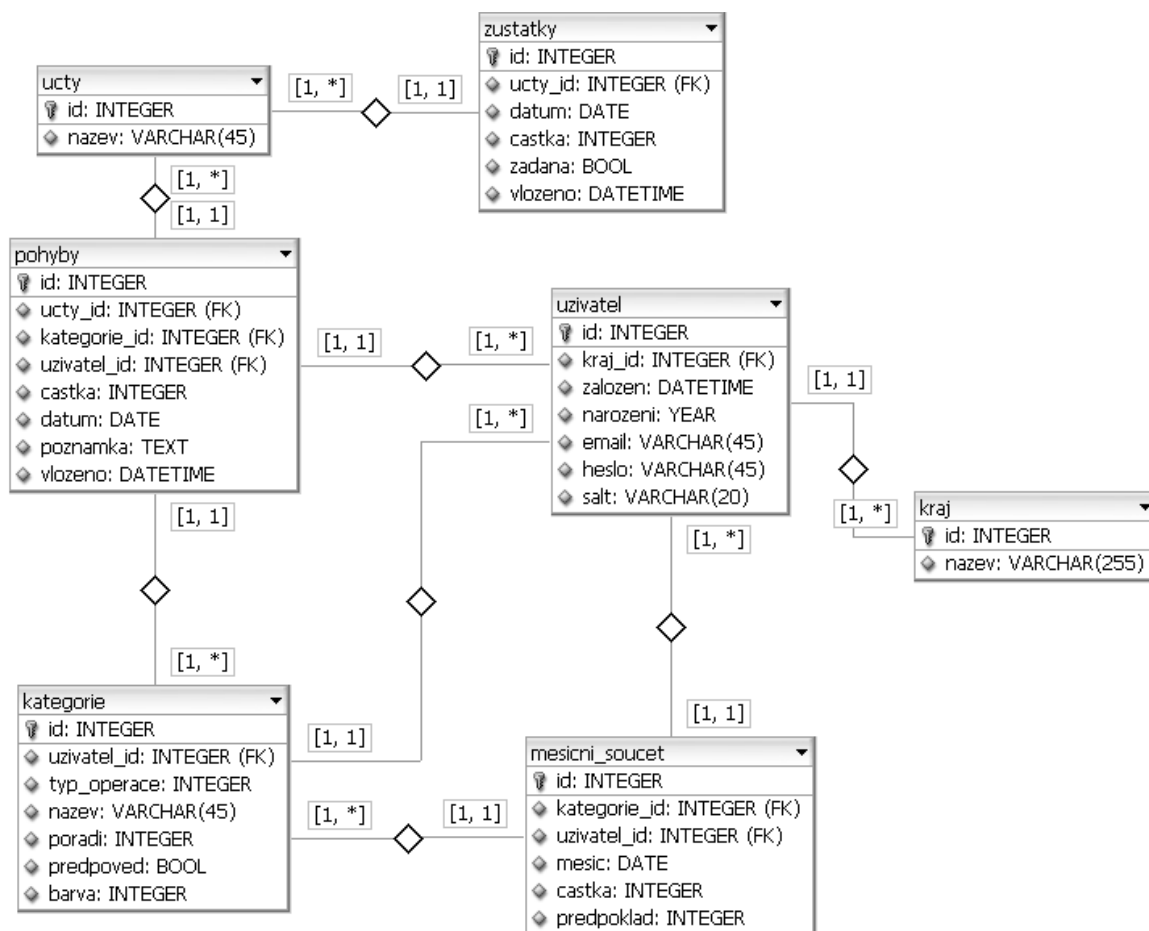 zustatky
id: INTEGER
ucty_id: INTEGER (FK)
datum: DATE
castka: INTEGER
zadana: BOOL
vlozeno: DATETIME
ucty
id: INTEGER
nazev: VARCHAR(45)
[1, *]
[1, 1]
[1, *]
[1, 1]
pohyby
id: INTEGER
ucty_id: INTEGER (FK)
kategorie_id: INTEGER (FK)
uzivatel_id: INTEGER (FK)
castka: INTEGER
datum: DATE
poznamka: TEXT
vlozeno: DATETIME
[1, 1]
[1, *]
uzivatel
id: INTEGER
kraj_id: INTEGER (FK)
zalozen: DATETIME
narozeni: YEAR
email: VARCHAR(45)
heslo: VARCHAR(45)
salt: VARCHAR(20)
[1, 1]
[1, *]
[1, *]
kraj
id: INTEGER
nazev: VARCHAR(255)
[1, 1]
[1, *]
[1, *]
[1, 1]
kategorie
id: INTEGER
uzivatel_id: INTEGER (FK)
typ_operace: INTEGER
nazev: VARCHAR(45)
poradi: INTEGER
predpoved: BOOL
barva: INTEGER
[1, 1]
[1, *]
[1, 1]
mesicni_soucet
id: INTEGER
kategorie_id: INTEGER (FK)
uzivatel_id: INTEGER (FK)
mesic: DATE
castka: INTEGER
predpoklad: INTEGER